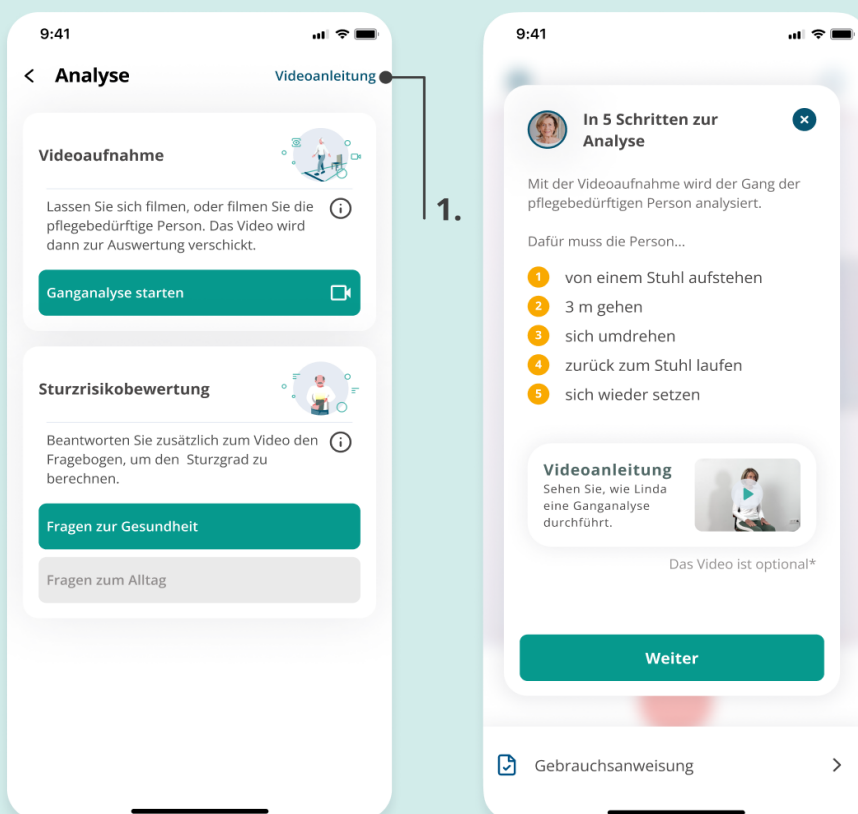 9:41
Analyse
Videoanleitung
Videoaufnahme
Lassen Sie sich filmen, oder filmen Sie die
pflegebedürftige Person. Das Video wird
dann zur Auswertung verschickt.
Ganganalyse starten
Sturzrisikobewertung
Beantworten Sie zusätzlich zum Video den
Fragebogen, um den Sturzgrad zu
berechnen.
Fragen zur Gesundheit
Fragen zum Alltag
1.
9:41
In 5 Schritten zur
Analyse
Mit der Videoaufnahme wird der Gang der
pflegebedürftigen Person analysiert.
Dafür muss die Person...
1 von einem Stuhl aufstehen
2 3 m gehen
3 sich umdrehen
4 zurück zum Stuhl laufen
5 sich wieder setzen
Videoanleitung
Sehen Sie, wie Linda
eine Ganganalyse
durchführt.
Das Video ist optional*
Weiter
Gebrauchsanweisung